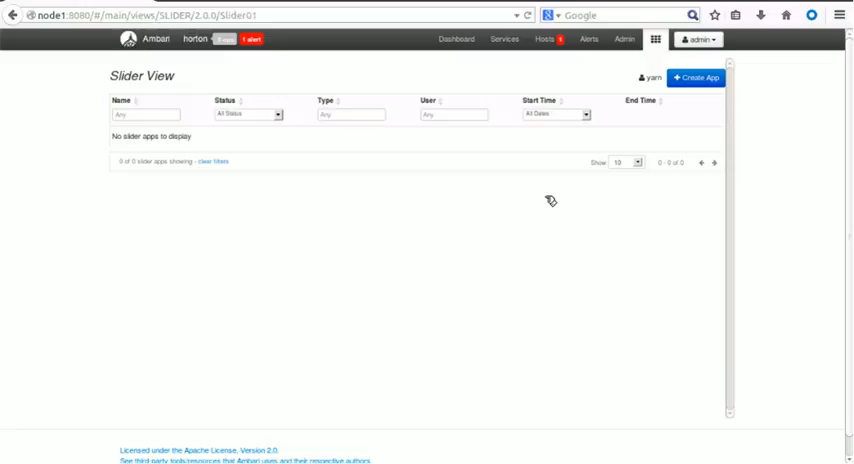 node1:8080/#/main/views/SLIDER/2.0.0/Slider01
Google
Ambari horton 1 alert Dashboard Services Hosts 1 Alerts Admin admin
Slider View yarn + Create App
Name Status Type User Start Time End Time
Any All Status Any Any All Dates
No slider apps to display
0 of 0 slider apps showing - clear filters Show 10 0 - 0 of 0
Licensed under the Apache License, Version 2.0.
See third-party tools/resources that Ambari uses and their respective authors.